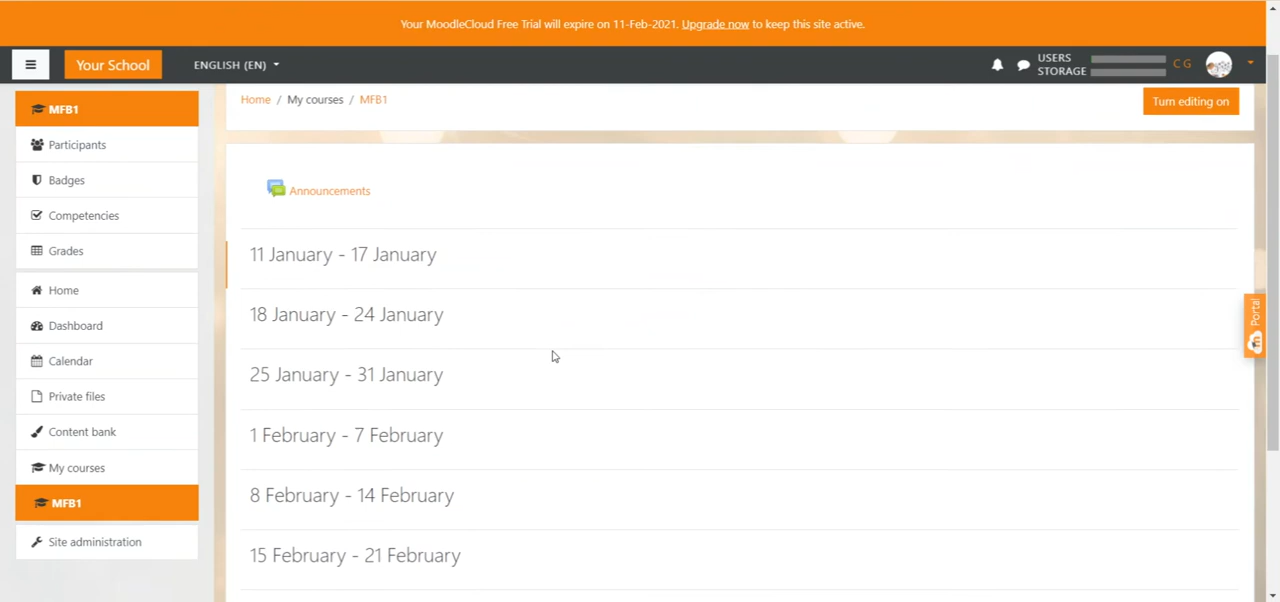 Your MoodleCloud Free Trial will expire on 11-Feb-2021. Upgrade now to keep this site active.
Your School
ENGLISH (EN)
USERS
STORAGE
C G
MFB1
Participants
Badges
Competencies
Grades
Home
Dashboard
Calendar
Private files
Content bank
My courses
MFB1
Site administration
Home / My courses / MFB1
Turn editing on
Announcements
11 January - 17 January
18 January - 24 January
25 January - 31 January
1 February - 7 February
8 February - 14 February
15 February - 21 February
Portal